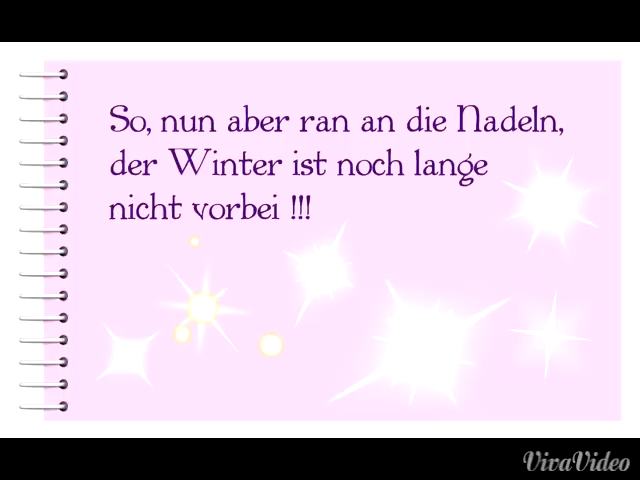 So, nun aber ran an die Nadeln,
der Winter ist noch lange
nicht vorbei !!!
VivaVideo